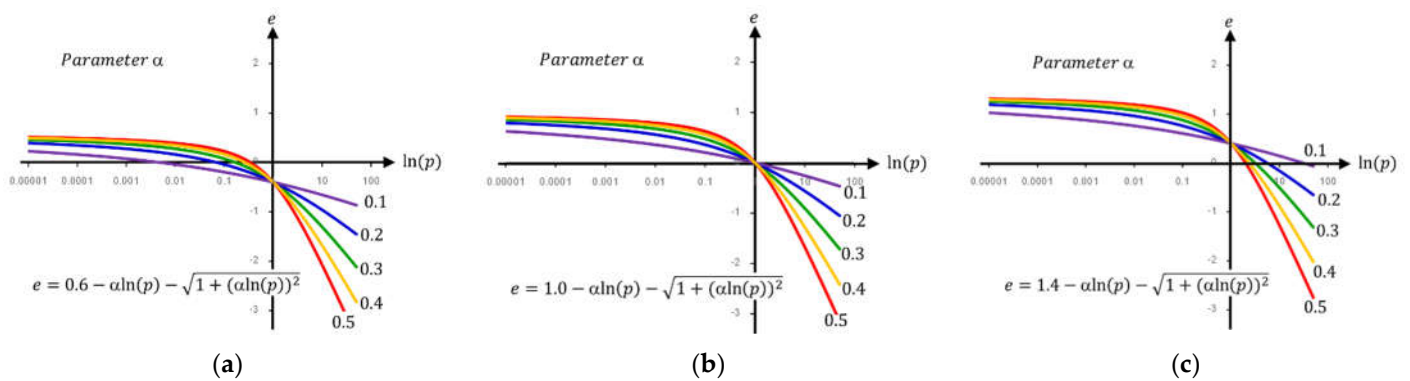 e
2
Parameter α
1
0
ln(p)
0.00001 0.0001 0.001 0.01 0.1 10 100
0.1
-1
0.2
0.3
-2
e = 0.6 − αln(p) − √1 + (αln(p))²
0.4
-3
0.5
(a)
e
2
Parameter α
1
0
ln(p)
0.00001 0.0001 0.001 0.01 0.1 10 100
0.1
-1
0.2
0.3
-2
0.4
e = 1.0 − αln(p) − √1 + (αln(p))²
-3
0.5
(b)
e
2
Parameter α
1
0.1
0
ln(p)
0.00001 0.0001 0.001 0.01 0.1 10 100
0.2
-1
0.3
-2
0.4
e = 1.4 − αln(p) − √1 + (αln(p))²
-3
0.5
(c)